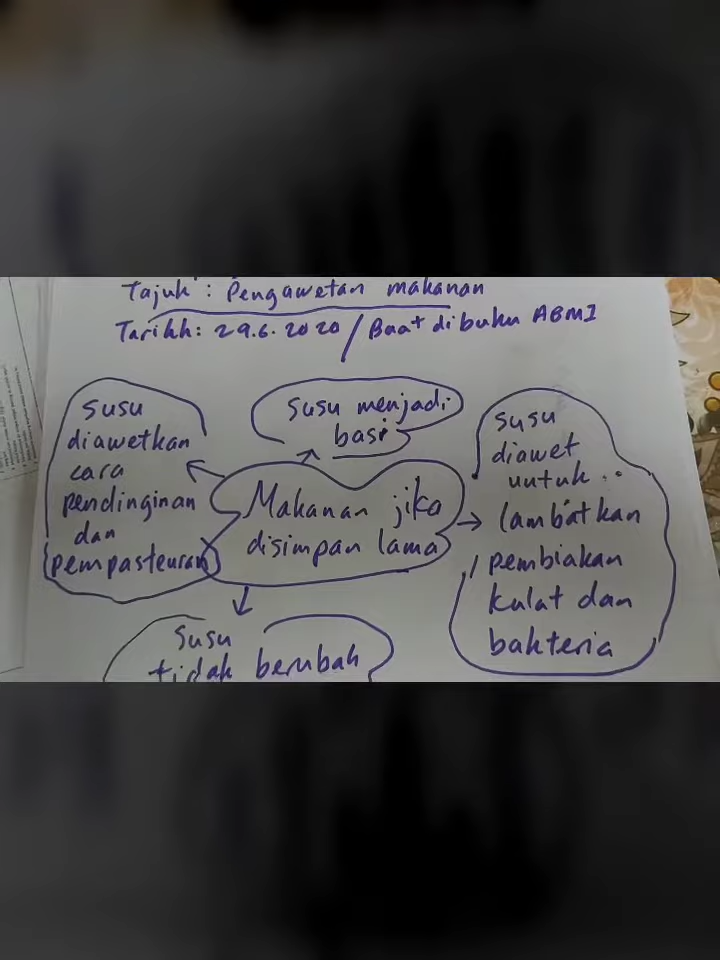 Tajuk : Pengawetan makanan
Tarikh: 29.6.2020 / Buat dibuku ABM1
susu
diawetkan
cara
pendinginan
dan
pempasteuran
susu menjadi
basi
Makanan jika
disimpan lama
susu
diawet
untuk..
lambatkan
pembiakan
kulat dan
bakteria
susu
tidak berubah